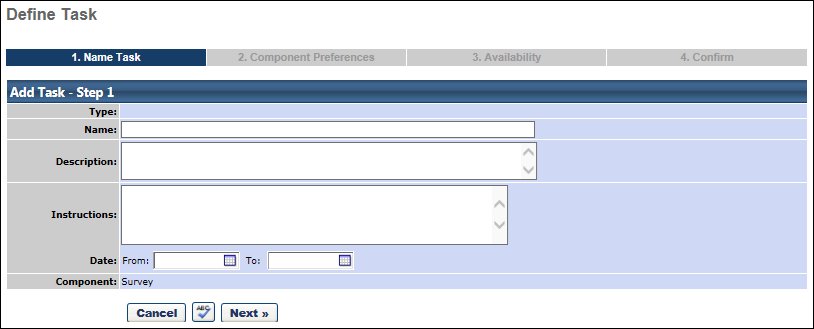 Define Task
1. Name Task 2. Component Preferences 3. Availability 4. Confirm
Add Task - Step 1
Type:
Name:
Description:
Instructions:
Date: From: To:
Component: Survey
Cancel ABC Next »